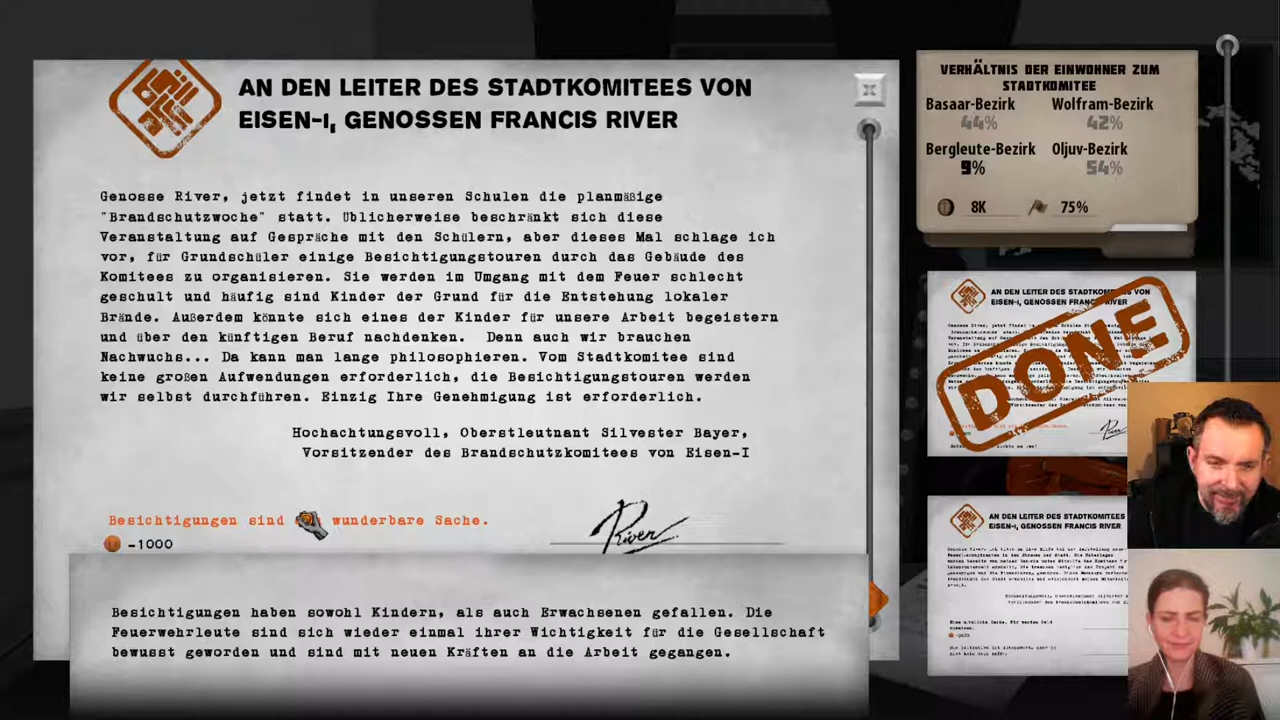 AN DEN LEITER DES STADTKOMITEES VON
EISEN-I, GENOSSEN FRANCIS RIVER
Genosse River, jetzt findet in unseren Schulen die planmäßige
"Brandschutzwoche" statt. Üblicherweise beschränkt sich diese
Veranstaltung auf Gespräche mit den Schülern, aber dieses Mal schlage ich
vor, für Grundschüler einige Besichtigungstouren durch das Gebäude des
Komitees zu organisieren. Sie werden im Umgang mit dem Feuer schlecht
geschult und häufig sind Kinder der Grund für die Entstehung lokaler
Brände. Außerdem könnte sich eines der Kinder für unsere Arbeit begeistern
und über den künftigen Beruf nachdenken. Denn auch wir brauchen
Nachwuchs... Da kann man lange philosophieren. Vom Stadtkomitee sind
keine großen Aufwendungen erforderlich, die Besichtigungstouren werden
wir selbst durchführen. Einzig Ihre Genehmigung ist erforderlich.
Hochachtungsvoll, Oberstleutnant Silvester Bayer,
Vorsitzender des Brandschutzkomitees von Eisen-I
Besichtigungen sind wunderbare Sache.
-1000
River
Besichtigungen haben sowohl Kindern, als auch Erwachsenen gefallen. Die
Feuerwehrleute sind sich wieder einmal ihrer Wichtigkeit für die Gesellschaft
bewusst geworden und sind mit neuen Kräften an die Arbeit gegangen.
VERHÄLTNIS DER EINWOHNER ZUM
STADTKOMITEE
Basaar-Bezirk Wolfram-Bezirk
44% 42%
Bergleute-Bezirk Oljuv-Bezirk
9% 54%
8K 75%
AN DEN LEITER DES STADTKOMITEES VON
EISEN-I, GENOSSEN FRANCIS RIVER
DONE
River
AN DEN LEITER DES STADTKOMITEES
EISEN-I, GENOSSEN FRANCIS RIVER